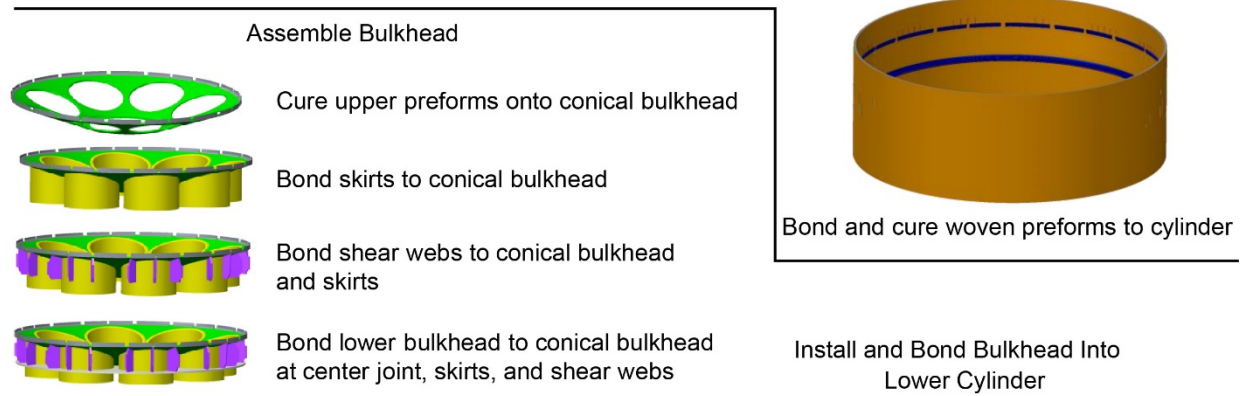 Assemble Bulkhead
Cure upper preforms onto conical bulkhead
Bond skirts to conical bulkhead
Bond shear webs to conical bulkhead
and skirts
Bond lower bulkhead to conical bulkhead
at center joint, skirts, and shear webs
Bond and cure woven preforms to cylinder
Install and Bond Bulkhead Into
Lower Cylinder